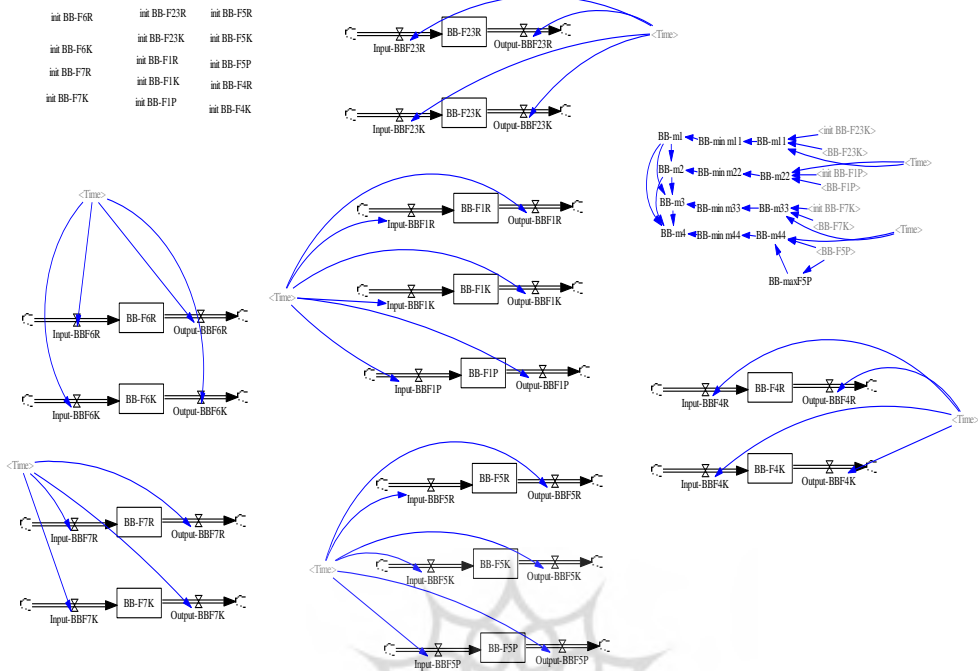 init BB-F6R
init BB-F23R
init BB-F5R
init BB-F6K
init BB-F23K
init BB-F5K
init BB-F7R
init BB-F1R
init BB-F5P
init BB-F7K
init BB-F1K
init BB-F4R
init BB-F1P
init BB-F4K
BB-F23R
Input-BBF23R
Output-BBF23R
<Time>
BB-F23K
Input-BBF23K
Output-BBF23K
BB-m1
BB-min m11
BB-m11
<init BB-F23K>
<BB-F23K>
<Time>
BB-m2
BB-min m22
BB-m22
<init BB-F1P>
<BB-F1P>
BB-m3
BB-min m33
BB-m33
<init BB-F7K>
<BB-F7K>
<Time>
BB-m4
BB-min m44
BB-m44
<BB-F5P>
BB-maxF5P
<Time>
BB-F6R
Input-BBF6R
Output-BBF6R
BB-F6K
Input-BBF6K
Output-BBF6K
<Time>
BB-F1R
Input-BBF1R
Output-BBF1R
BB-F1K
Input-BBF1K
Output-BBF1K
BB-F1P
Input-BBF1P
Output-BBF1P
BB-F4R
Input-BBF4R
Output-BBF4R
<Time>
BB-F4K
Input-BBF4K
Output-BBF4K
<Time>
BB-F7R
Input-BBF7R
Output-BBF7R
BB-F7K
Input-BBF7K
Output-BBF7K
<Time>
BB-F5R
Input-BBF5R
Output-BBF5R
BB-F5K
Input-BBF5K
Output-BBF5K
BB-F5P
Input-BBF5P
Output-BBF5P